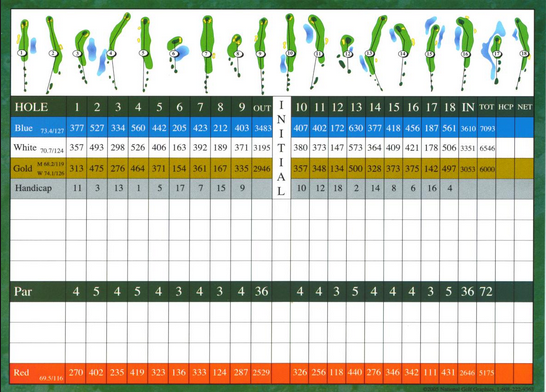 1 2 3 4 5 6 7 8 9 10 11 12 13 14 15 16 17 18
HOLE 1 2 3 4 5 6 7 8 9 OUT INITIAL 10 11 12 13 14 15 16 17 18 IN TOT HCP NET
Blue 73.4/127 377 527 334 560 442 205 423 212 403 3483 407 402 172 630 377 418 456 187 561 3610 7093
White 70.7/124 357 493 298 526 406 163 392 169 391 3195 380 373 147 573 364 409 421 178 506 3351 6546
Gold M 68.2/119 W 74.1/126 313 475 276 464 371 154 361 167 335 2946 357 348 134 500 328 373 375 142 497 3053 6000
Handicap 11 3 13 1 5 17 7 15 9 10 12 18 2 14 8 6 16 4
Par 4 5 4 5 4 3 4 3 4 36 4 4 3 5 4 4 4 3 5 36 72
Red 69.5/116 270 402 235 419 323 136 333 124 287 2529 326 256 118 440 276 346 342 111 431 2646 5175